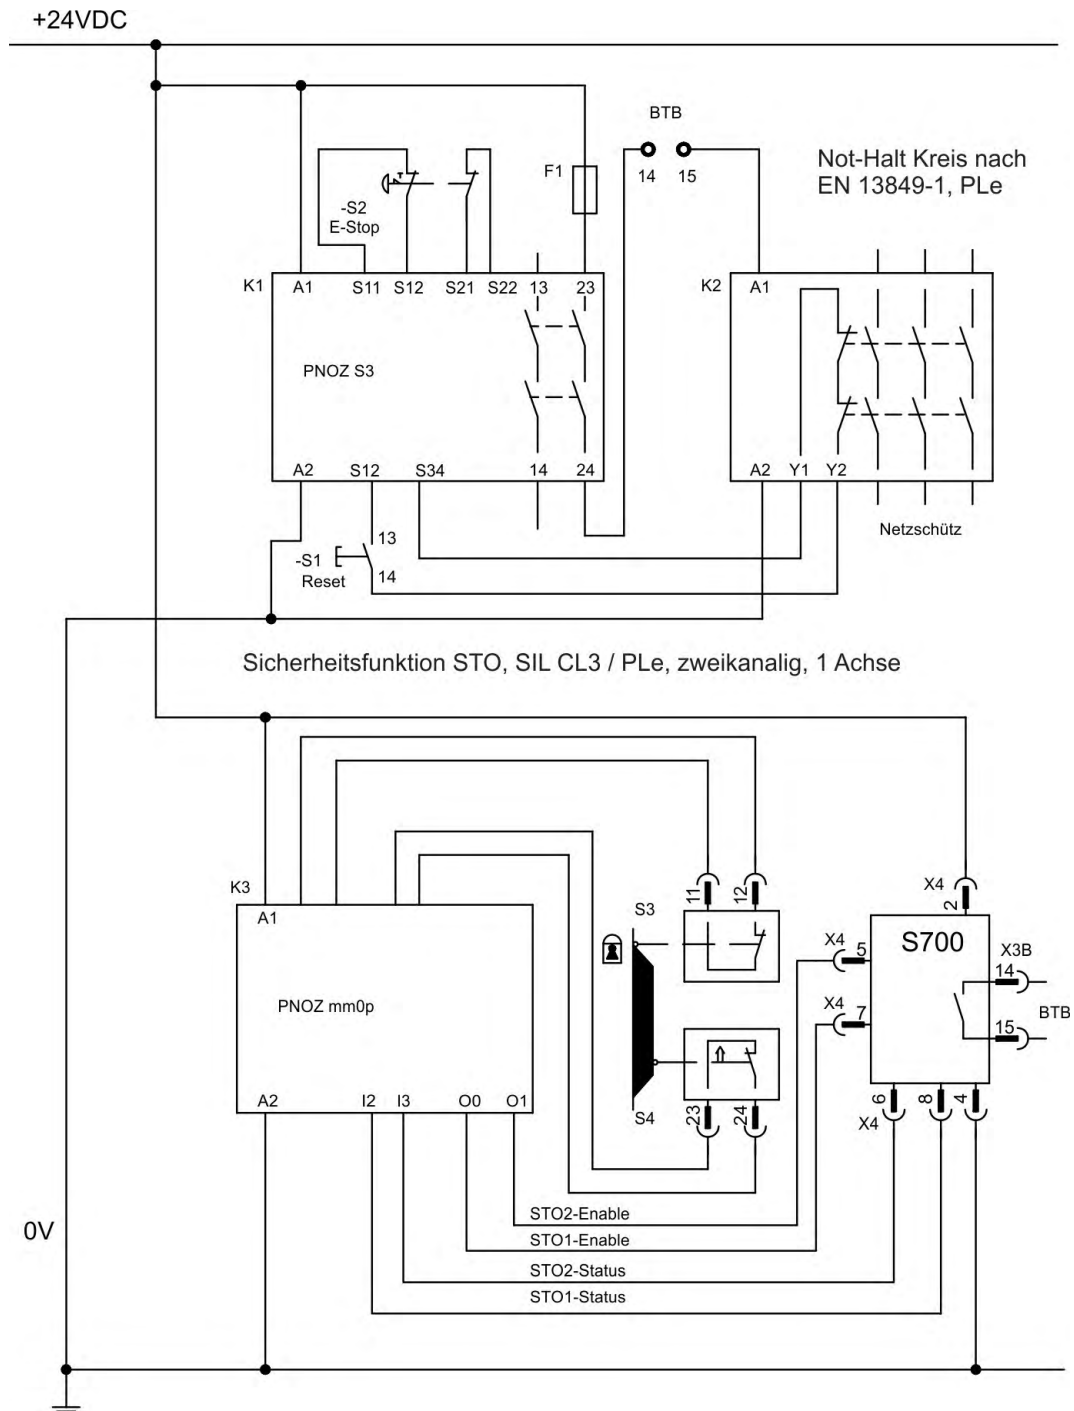 +24VDC
BTB
14 15
F1
Not-Halt Kreis nach
EN 13849-1, PLe
-S2
E-Stop
K1 A1 S11 S12 S21 S22 13 23
K2 A1
PNOZ S3
A2 S12 S34 14 24
A2 Y1 Y2
Netzschütz
13
-S1
14
Reset
Sicherheitsfunktion STO, SIL CL3 / PLe, zweikanalig, 1 Achse
K3
A1
S3
11 12
X4
2
S700
X4
5
X3B
14
X4
7
15
BTB
PNOZ mm0p
A2 I2 I3 O0 O1
S4
23 24
6 8 4
X4
STO2-Enable
0V
STO1-Enable
STO2-Status
STO1-Status